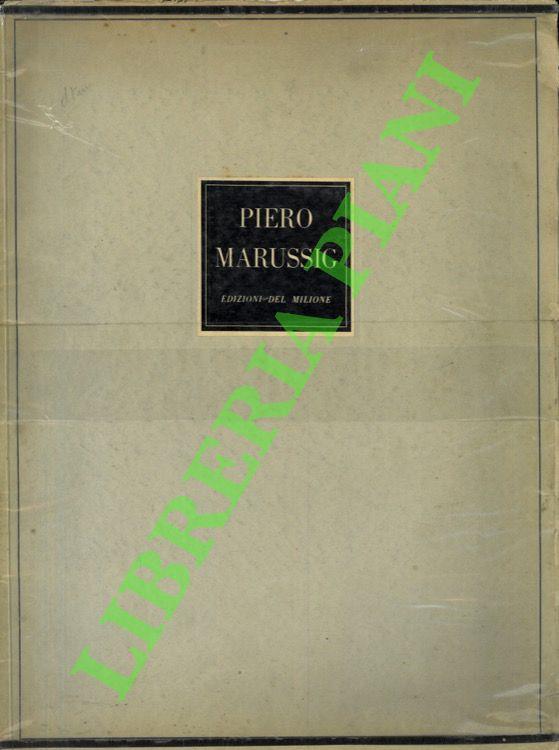 PIERO
MARUSSIG
EDIZIONI DEL MILIONE
LIBRERIA PIANI